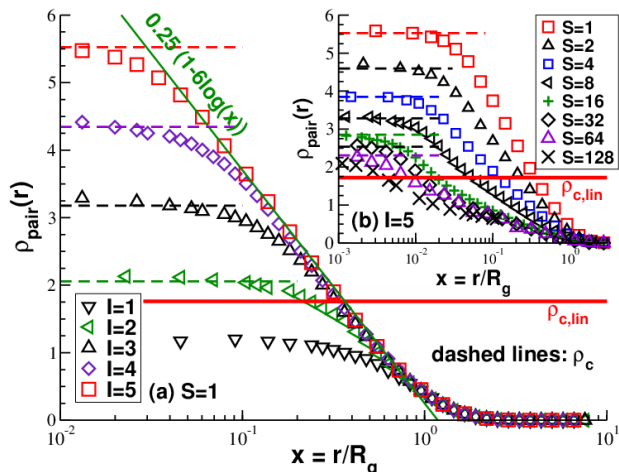 6
5
4
3
2
1
0
ρpair(r)
0.25 (1-6log(x))
ρc,lin
dashed lines: ρc
I=1
I=2
I=3
I=4
I=5
(a) S=1
10^-2
10^-1
10^0
10^1
x = r/Rg
6
5
4
3
2
1
0
ρpair(r)
S=1
S=2
S=4
S=8
S=16
S=32
S=64
S=128
ρc,lin
(b) I=5
10^-3
10^-2
10^-1
10^0
x = r/Rg